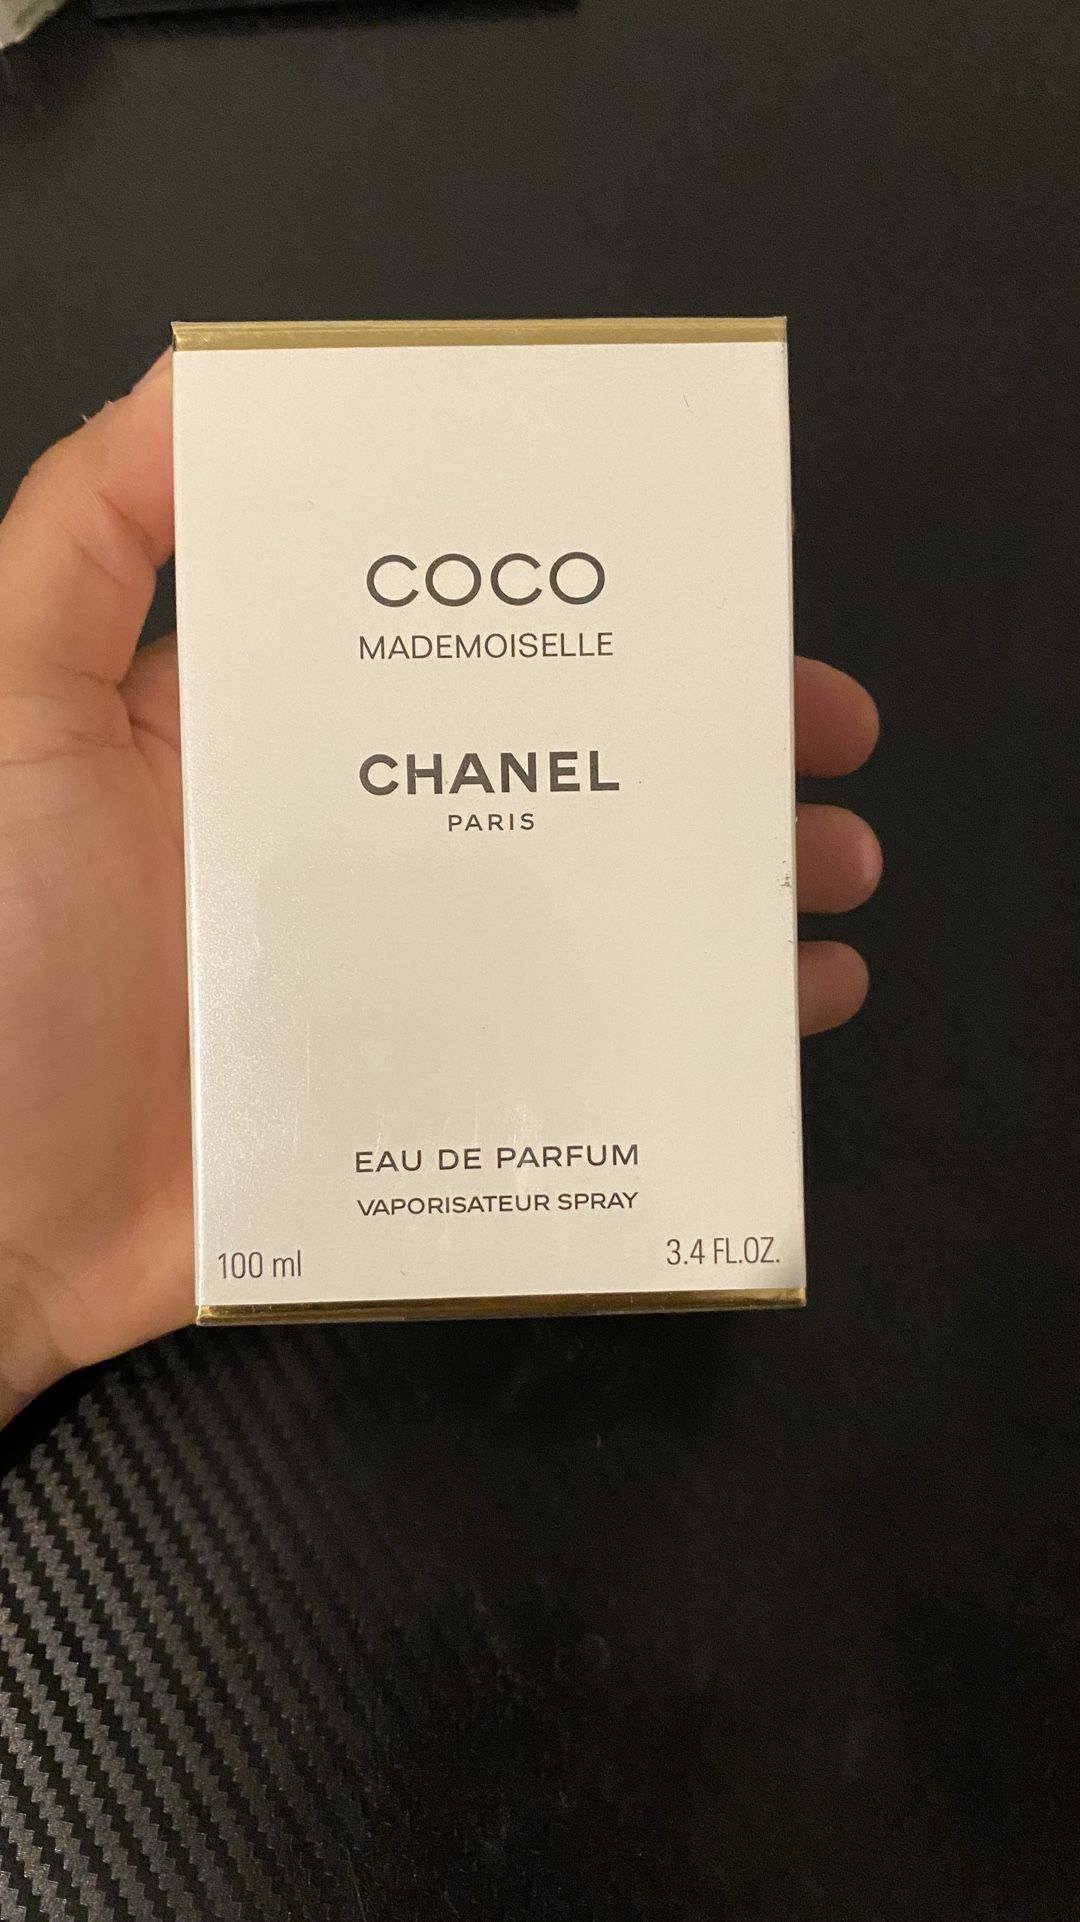 COCO
MADEMOISELLE
CHANEL
PARIS
EAU DE PARFUM
VAPORISATEUR SPRAY
100 ml 3.4 FL.OZ.